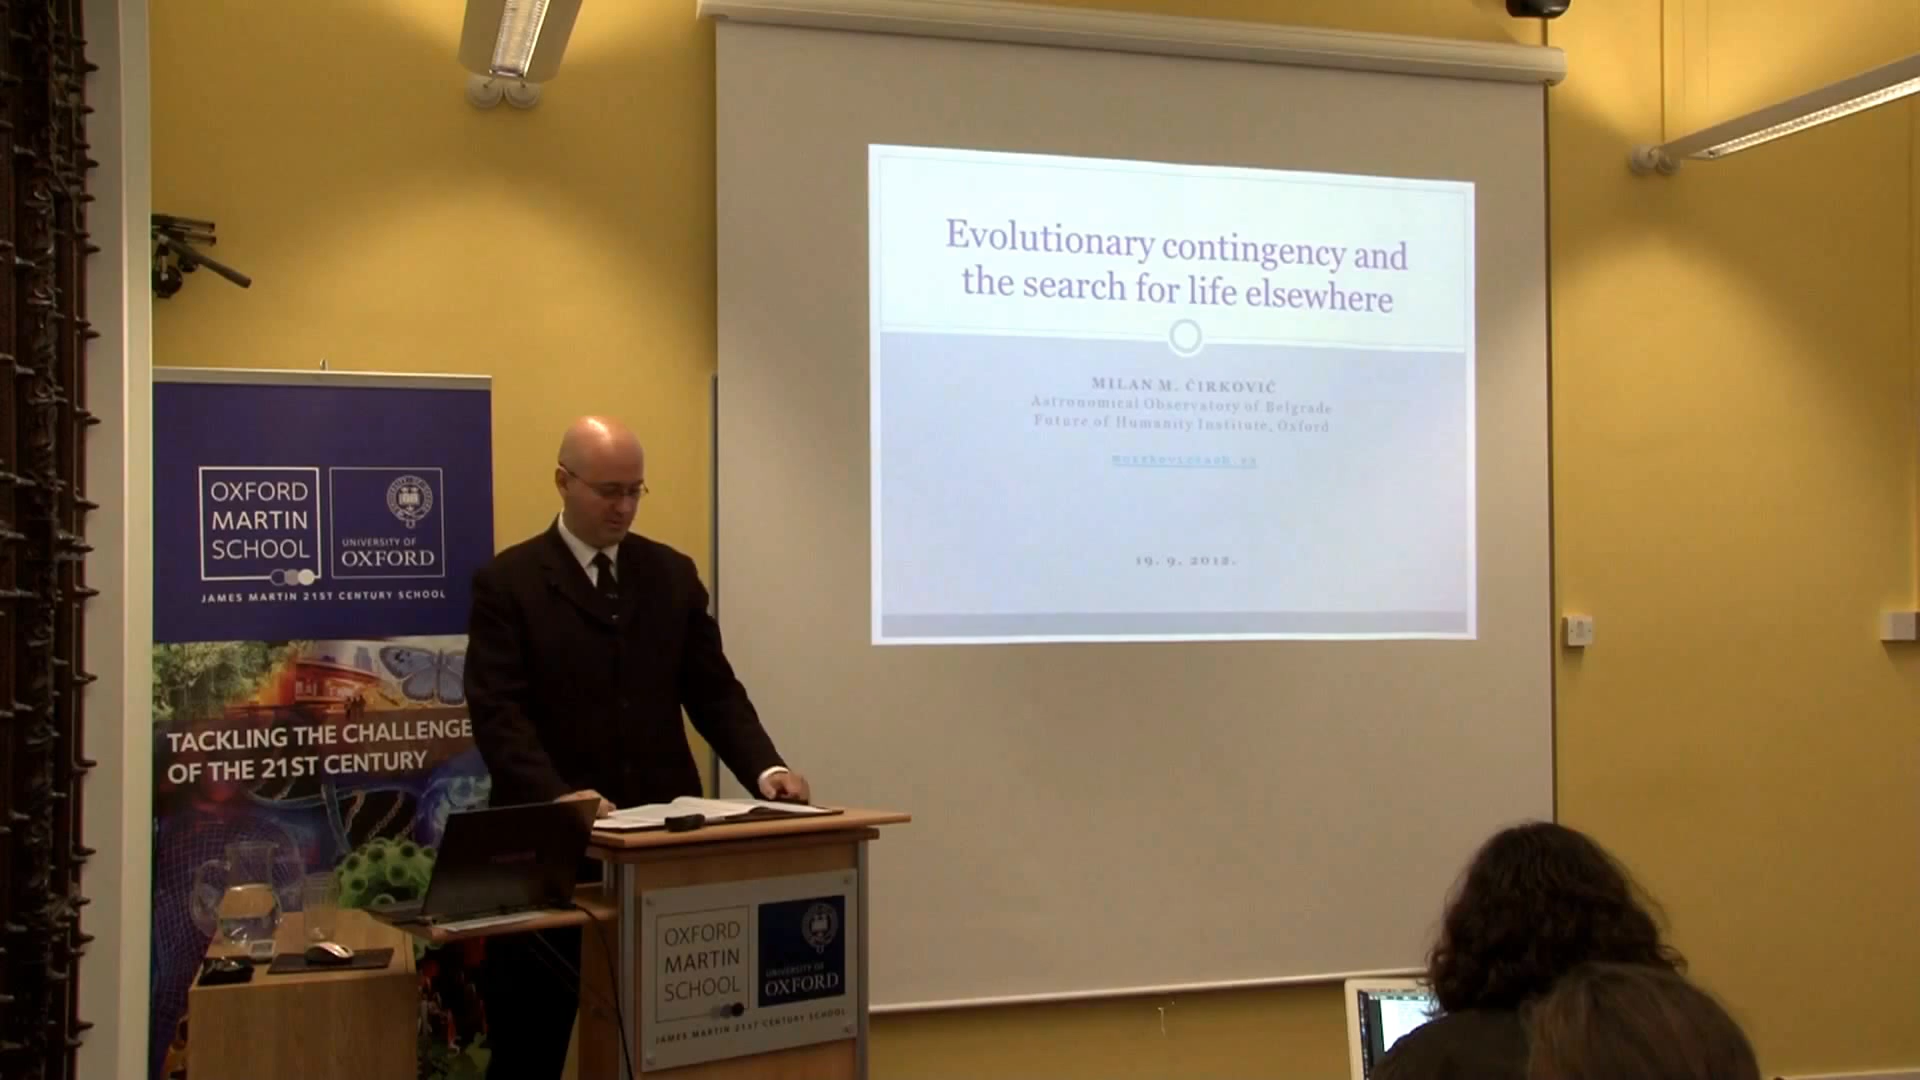 Evolutionary contingency and
the search for life elsewhere
MILAN M. ĆIRKOVIĆ
Astronomical Observatory of Belgrade
Future of Humanity Institute, Oxford
19. 9. 2012.
OXFORD
MARTIN
SCHOOL
UNIVERSITY OF
OXFORD
JAMES MARTIN 21ST CENTURY SCHOOL
TACKLING THE CHALLENGE
OF THE 21ST CENTURY
OXFORD
MARTIN
SCHOOL
UNIVERSITY OF
OXFORD
JAMES MARTIN 21ST CENTURY SCHOOL